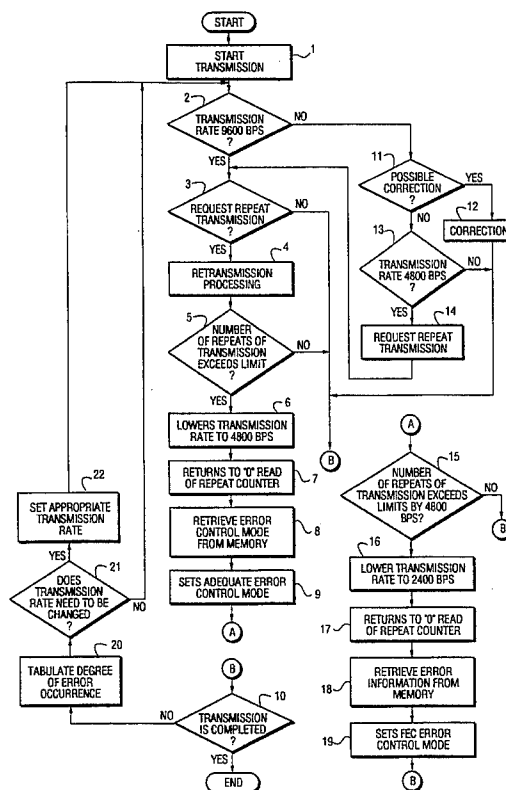 START
START
TRANSMISSION
1
2
TRANSMISSION
RATE 9600 BPS
?
NO
YES
3
REQUEST REPEAT
TRANSMISSION
?
NO
YES
4
RETRANSMISSION
PROCESSING
5
NUMBER
OF REPEATS OF
TRANSMISSION
EXCEEDS LIMIT
?
NO
YES
6
LOWERS TRANSMISSION
RATE TO 4800 BPS
RETURNS TO "0" READ
OF REPEAT COUNTER
7
RETRIEVE ERROR
CONTROL MODE
FROM MEMORY
8
SETS ADEQUATE ERROR
CONTROL MODE
9
A
B
11
POSSIBLE
CORRECTION
?
YES
NO
12
CORRECTION
13
TRANSMISSION
RATE 4800 BPS
?
NO
YES
14
REQUEST REPEAT
TRANSMISSION
B
A
15
NUMBER
OF REPEATS OF
TRANSMISSION EXCEEDS
LIMITS BY 4800
BPS?
NO
B
YES
16
LOWER TRANSMISSION
RATE TO 2400 BPS
17
RETURNS TO "0" READ
OF REPEAT COUNTER
18
RETRIEVE ERROR
INFORMATION FROM
MEMORY
19
SETS FEC ERROR
CONTROL MODE
B
10
TRANSMISSION
IS COMPLETED
?
NO
YES
END
20
TABULATE DEGREE
OF ERROR
OCCURRENCE
21
DOES
TRANSMISSION
RATE NEED TO BE
CHANGED
?
NO
YES
22
SET APPROPRIATE
TRANSMISSION
RATE